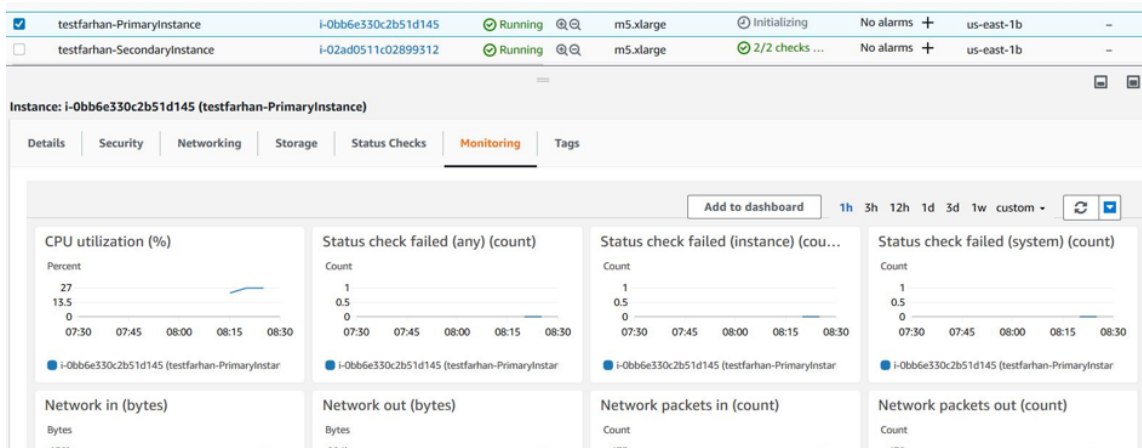 testfarhan-PrimaryInstance i-0bb6e330c2b51d145 Running m5.xlarge Initializing No alarms + us-east-1b –
testfarhan-SecondaryInstance i-02ad0511c02899312 Running m5.xlarge 2/2 checks ... No alarms + us-east-1b –
Instance: i-0bb6e330c2b51d145 (testfarhan-PrimaryInstance)
Details Security Networking Storage Status Checks Monitoring Tags
Add to dashboard 1h 3h 12h 1d 3d 1w custom
CPU utilization (%) Status check failed (any) (count) Status check failed (instance) (cou... Status check failed (system) (count)
Percent Count Count Count
27 1 1 1
13.5 0.5 0.5 0.5
0 0 0 0
07:30 07:45 08:00 08:15 08:30 07:30 07:45 08:00 08:15 08:30 07:30 07:45 08:00 08:15 08:30 07:30 07:45 08:00 08:15 08:30
i-0bb6e330c2b51d145 (testfarhan-PrimaryInstar i-0bb6e330c2b51d145 (testfarhan-PrimaryInstar i-0bb6e330c2b51d145 (testfarhan-PrimaryInstar i-0bb6e330c2b51d145 (testfarhan-PrimaryInstar
Network in (bytes) Network out (bytes) Network packets in (count) Network packets out (count)
Bytes Bytes Count Count